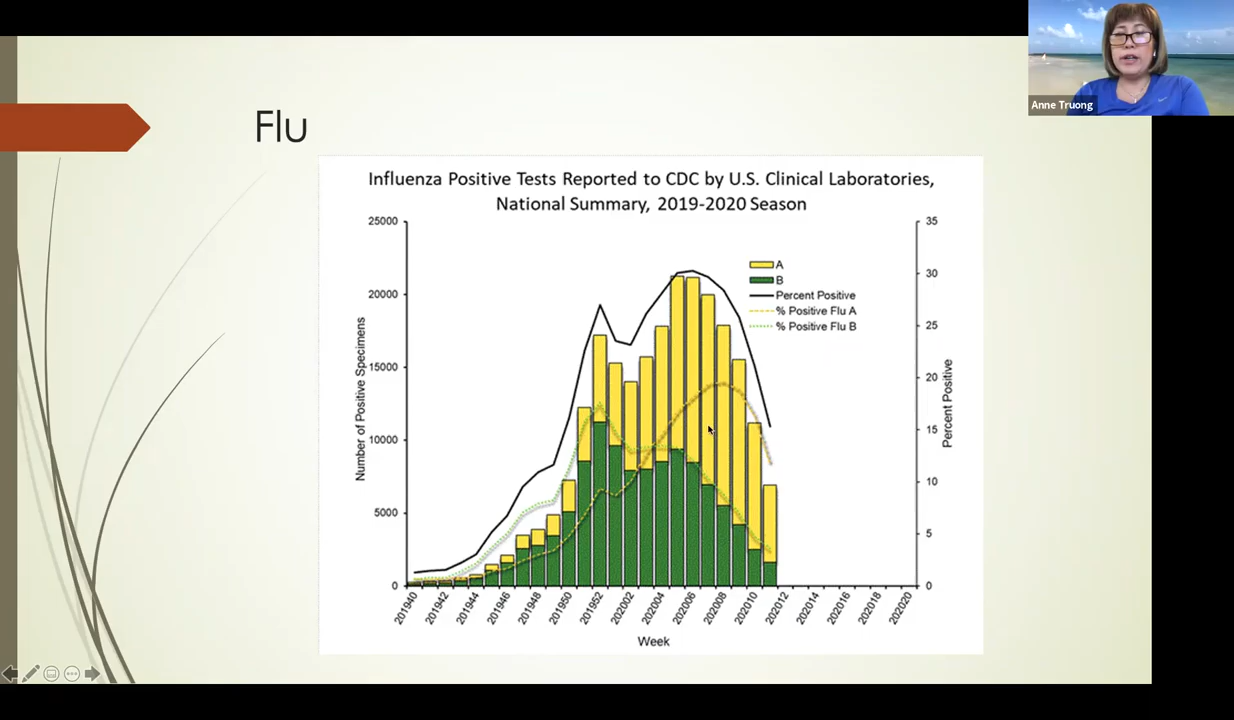 Anne Truong
Flu
Influenza Positive Tests Reported to CDC by U.S. Clinical Laboratories,
National Summary, 2019-2020 Season
25000
20000
15000
10000
5000
0
Number of Positive Specimens
A
B
Percent Positive
% Positive Flu A
% Positive Flu B
35
30
25
20
15
10
5
0
Percent Positive
201940
201942
201944
201946
201948
201950
201952
202002
202004
202006
202008
202010
202012
202014
202016
202018
202020
Week